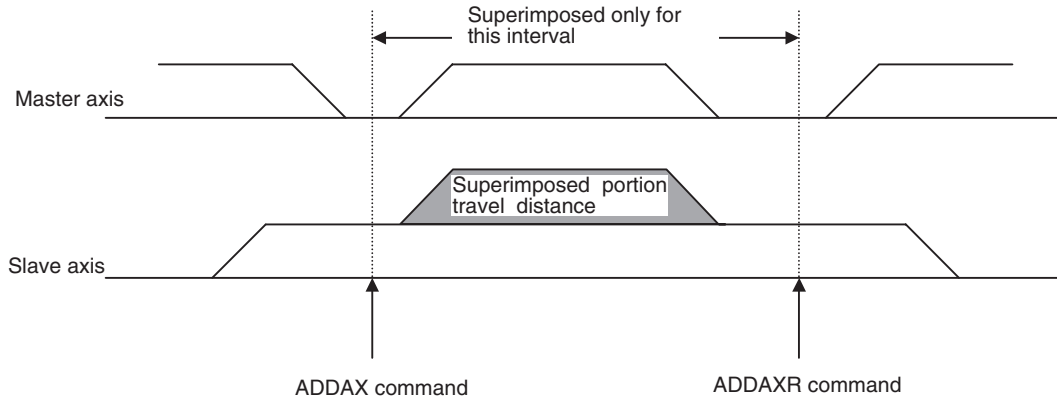 Superimposed only for
this interval
Master axis
Superimposed portion
travel distance
Slave axis
ADDAX command
ADDAXR command